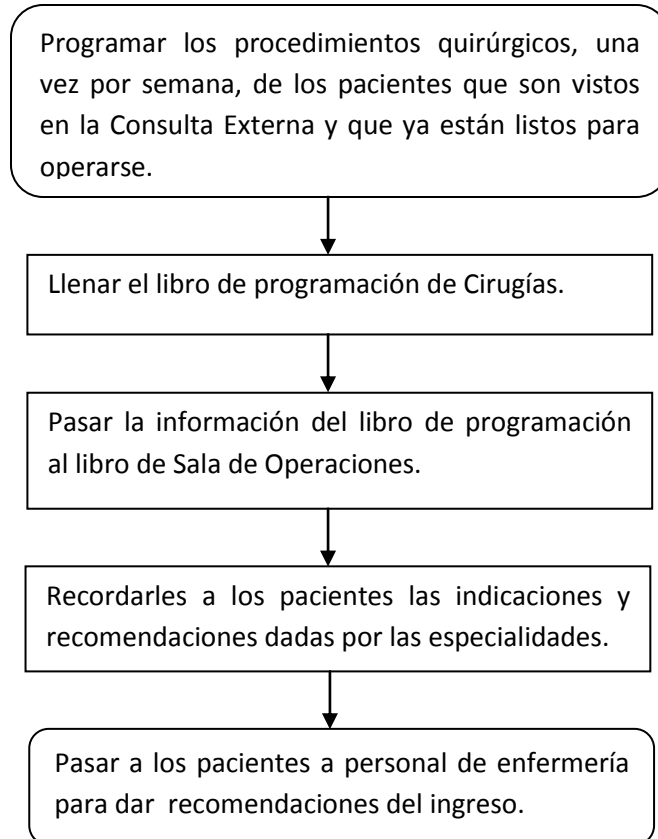 Programar los procedimientos quirúrgicos, una
vez por semana, de los pacientes que son vistos
en la Consulta Externa y que ya están listos para
operarse.
Llenar el libro de programación de Cirugías.
Pasar la información del libro de programación
al libro de Sala de Operaciones.
Recordarles a los pacientes las indicaciones y
recomendaciones dadas por las especialidades.
Pasar a los pacientes a personal de enfermería
para dar recomendaciones del ingreso.